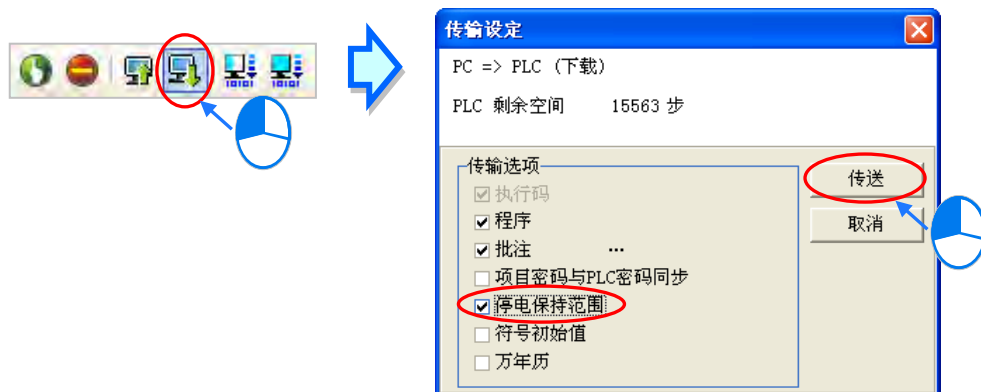 传输设定
PC => PLC (下载)
PLC 剩余空间 15563 步
传输选项
执行码
程序
批注 ...
项目密码与PLC密码同步
停电保持范围
符号初始值
万年历
传送
取消